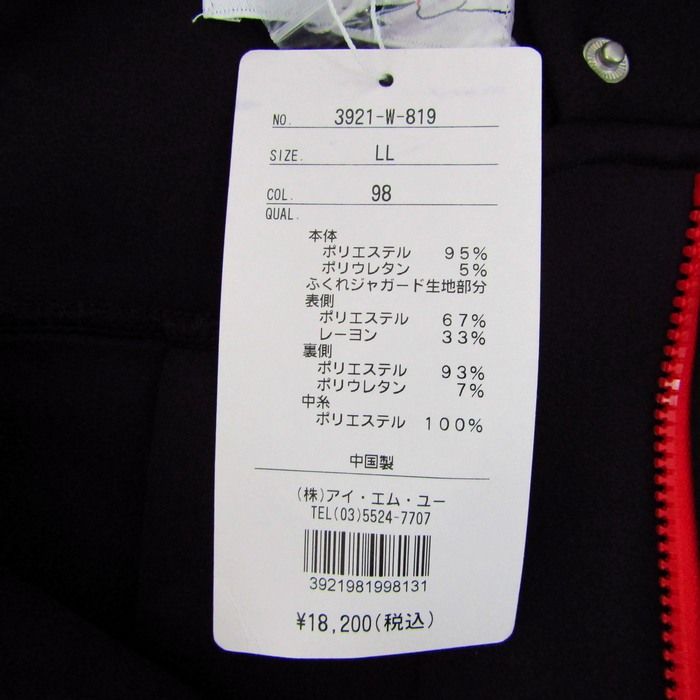 NO. 3921-W-819
SIZE. LL
COL. 98
QUAL.
本体
ポリエステル 95%
ポリウレタン 5%
ふくれジャガード生地部分
表側
ポリエステル 67%
レーヨン 33%
裏側
ポリエステル 93%
ポリウレタン 7%
中糸
ポリエステル 100%
中国製
(株)アイ・エム・ユー
TEL(03)5524-7707
3921981998131
¥18,200(税込)